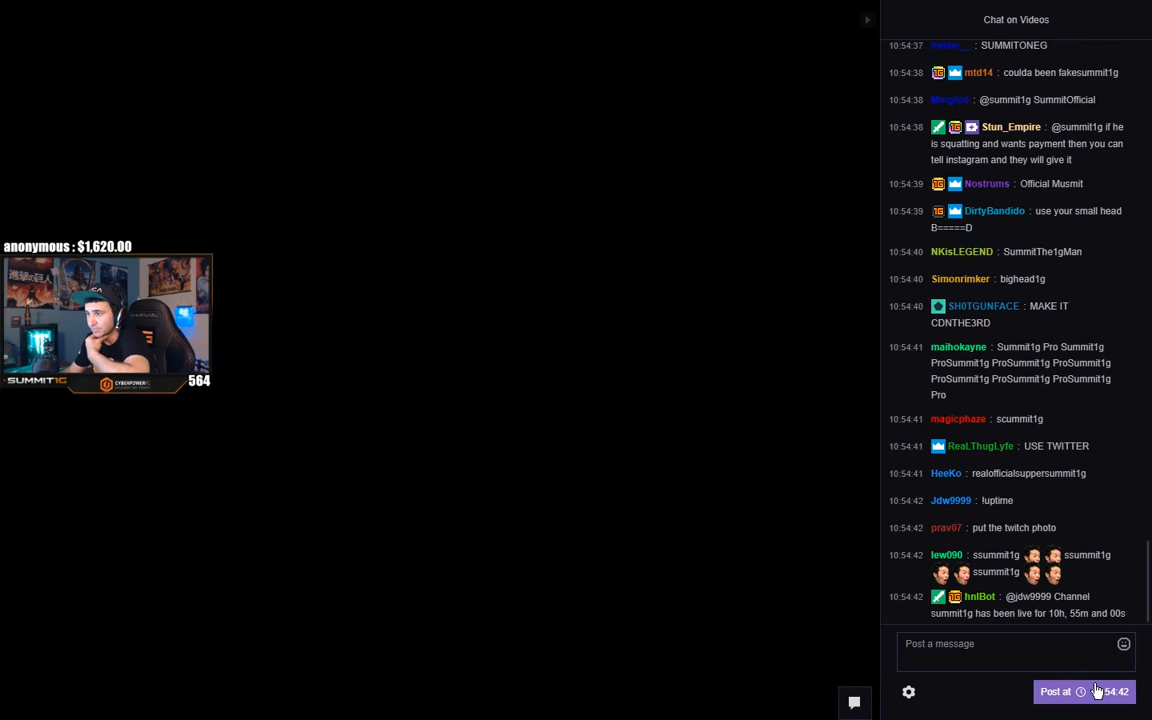 Chat on Videos
10:54:37 : SUMMITONEG
10:54:38 mtd14 : coulda been fakesummit1g
10:54:38 : @summit1g SummitOfficial
10:54:38 Stun_Empire : @summit1g if he
is squatting and wants payment then you can
tell instagram and they will give it
10:54:39 Nostrums : Official Musmit
10:54:39 DirtyBandido : use your small head
B=====D
10:54:40 NKisLEGEND : SummitThe1gMan
10:54:40 Simonrimker : bighead1g
10:54:40 SH0TGUNFACE : MAKE IT
CDNTHE3RD
10:54:41 maihokayne : Summit1g Pro Summit1g
ProSummit1g ProSummit1g ProSummit1g
ProSummit1g ProSummit1g ProSummit1g
Pro
10:54:41 magicphaze : scummit1g
10:54:41 ReaLThugLyfe : USE TWITTER
10:54:41 HeeKo : realofficialsuppersummit1g
10:54:42 Jdw9999 : !uptime
10:54:42 prav07 : put the twitch photo
10:54:42 lew090 : ssummit1g ssummit1g
ssummit1g
10:54:42 hnlBot : @jdw9999 Channel
summit1g has been live for 10h, 55m and 00s
Post a message
Post at :54:42
anonymous : $1,620.00
進撃の巨人
SUMMIT1G
CYBERPOWERPC
564